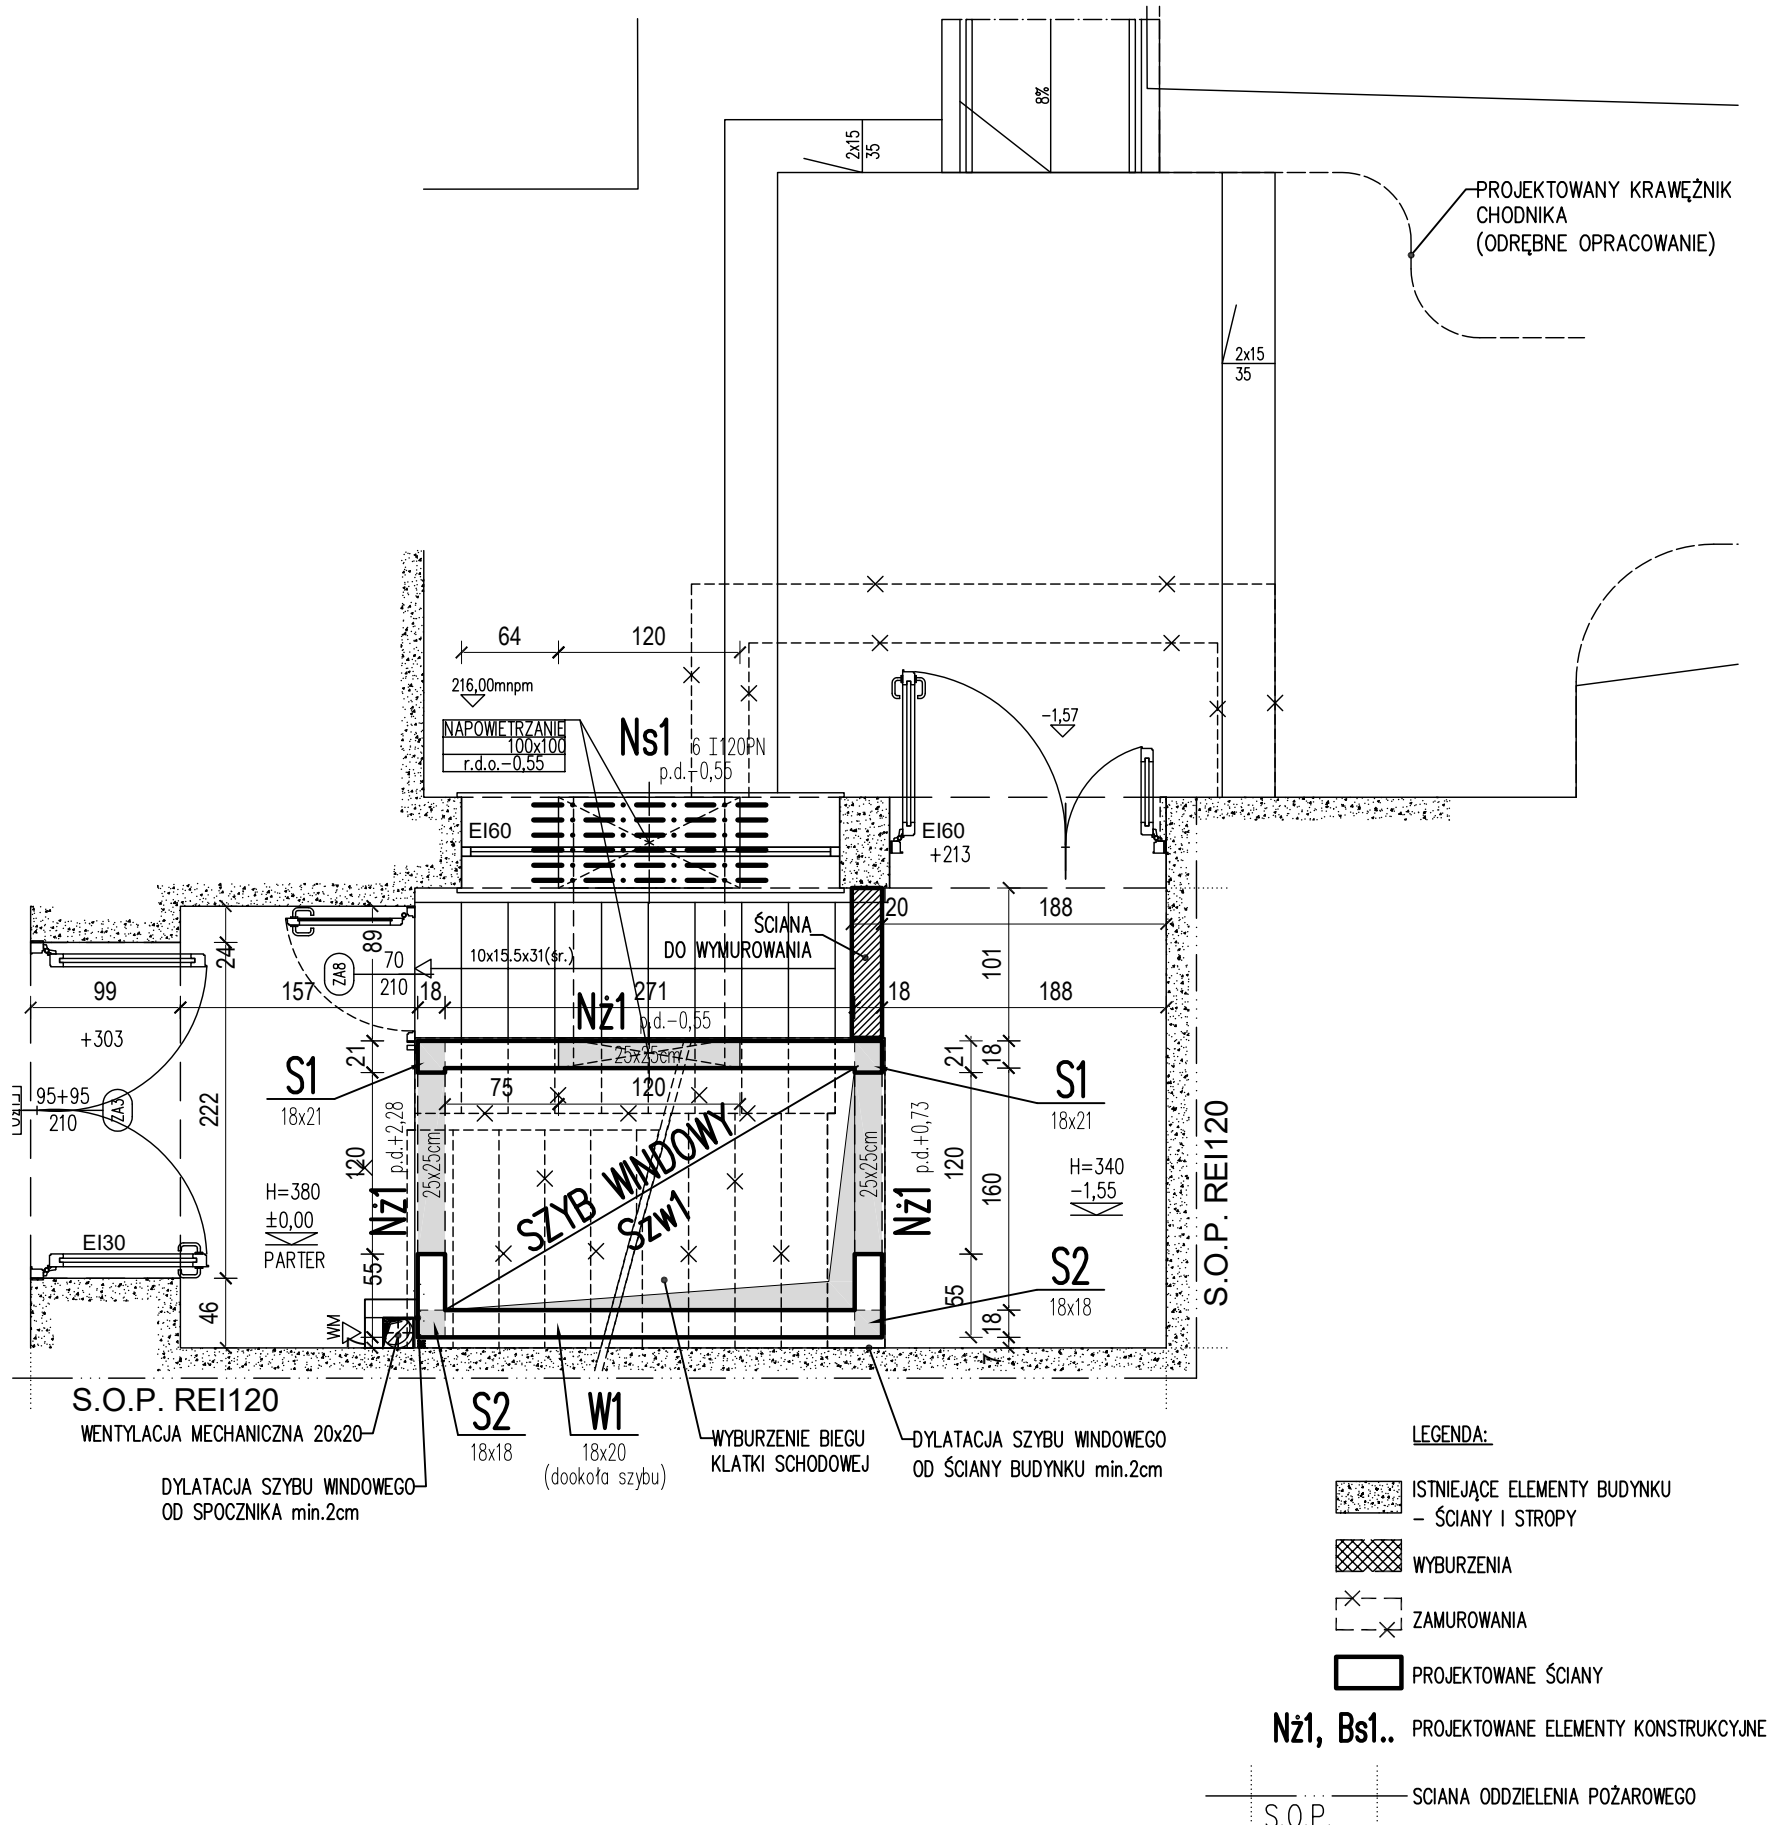 8%
2x15
35
PROJEKTOWANY KRAWĘŻNIK
CHODNIKA
(ODRĘBNE OPRACOWANIE)
2x15
35
64
120
216,00mnpm
NAPOWIETRZANIE
100x100
r.d.o.-0,55
Ns1
6 I120PN
p.d.-0,55
-1,57
EI60
EI60
+213
20
188
ŚCIANA
DO WYMUROWANIA
89
24
70
210
ZA8
10x15.5x31(śr.)
101
99
157
18
271
18
188
+303
Nż1
p.d.-0,55
25x25cm
21
21
18
S1
18x21
75
120
S1
18x21
95+95
210
ZA3
222
120
p.d.+2,28
25x25cm
Nż1
SZYB WINDOWY
Szw1
25x25cm
p.d.+0,73
Nż1
120
160
H=340
-1,55
H=380
±0,00
PARTER
EI30
S.O.P. REI120
46
55
55
18
7
S2
18x18
WM
S.O.P. REI120
WENTYLACJA MECHANICZNA 20x20
S2
18x18
W1
18x20
(dookoła szybu)
WYBURZENIE BIEGU
KLATKI SCHODOWEJ
DYLATACJA SZYBU WINDOWEGO
OD ŚCIANY BUDYNKU min.2cm
DYLATACJA SZYBU WINDOWEGO
OD SPOCZNIKA min.2cm
LEGENDA:
ISTNIEJĄCE ELEMENTY BUDYNKU
- ŚCIANY I STROPY
WYBURZENIA
ZAMUROWANIA
PROJEKTOWANE ŚCIANY
Nż1, Bs1.. PROJEKTOWANE ELEMENTY KONSTRUKCYJNE
S.O.P. SCIANA ODDZIELENIA POŻAROWEGO